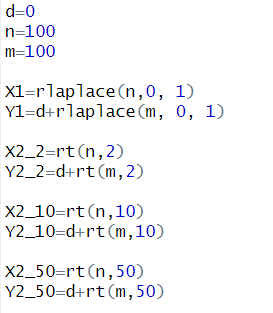 d=0
n=100
m=100
X1=rlaplace(n,0, 1)
Y1=d+rlaplace(m, 0, 1)
X2_2=rt(n,2)
Y2_2=d+rt(m,2)
X2_10=rt(n,10)
Y2_10=d+rt(m,10)
X2_50=rt(n,50)
Y2_50=d+rt(m,50)